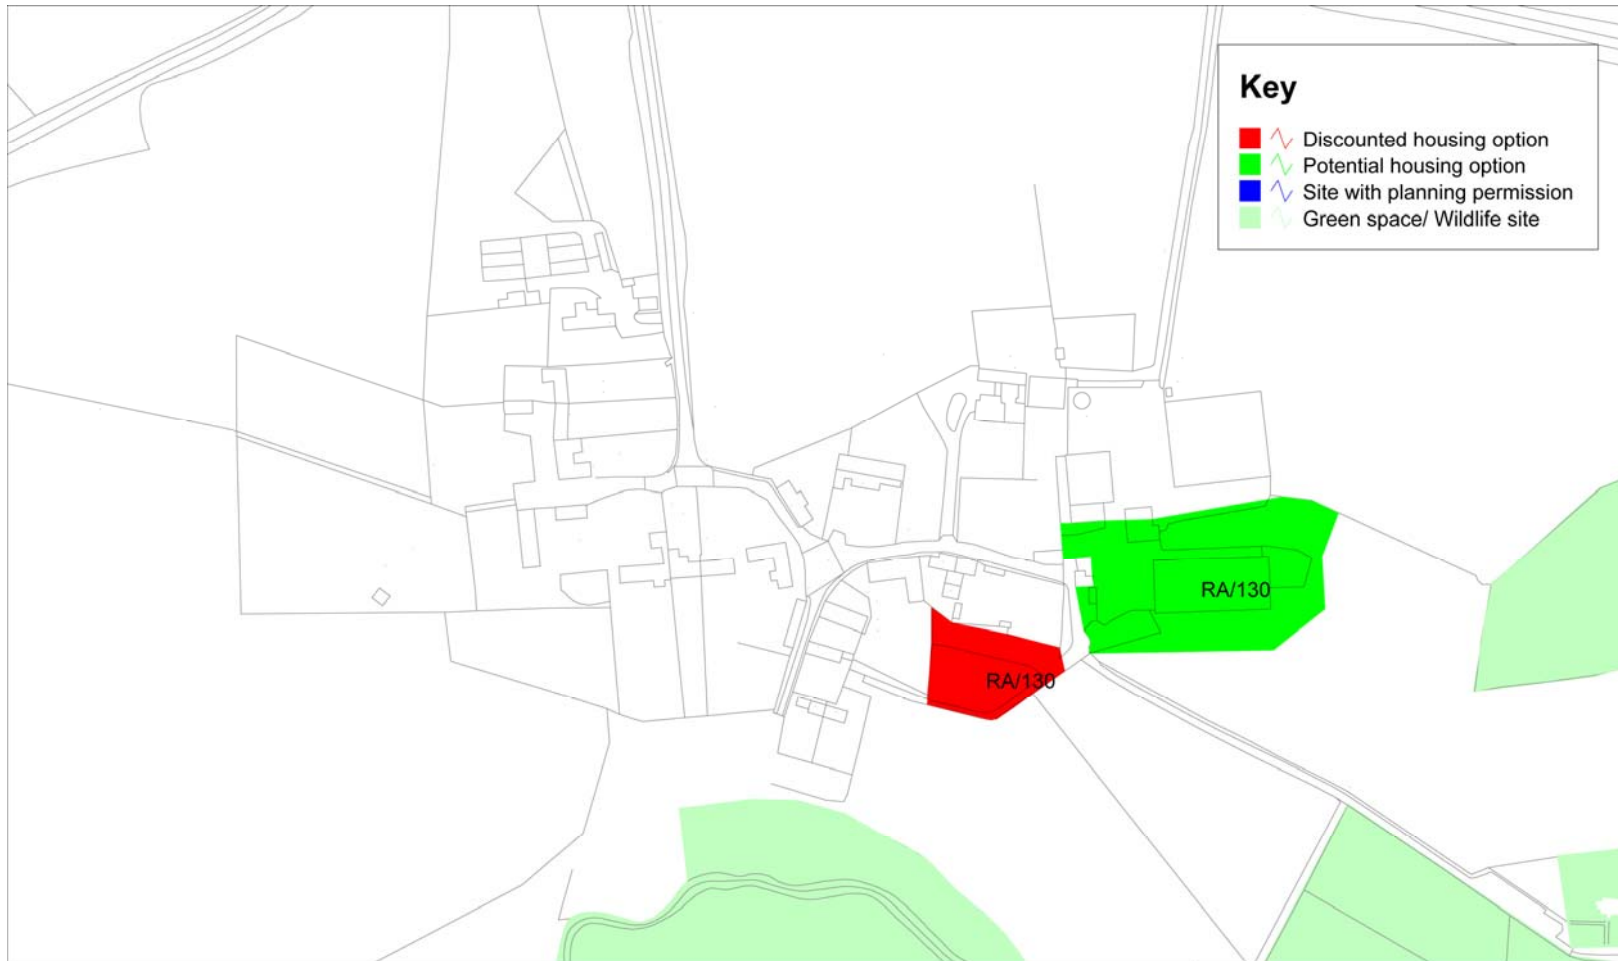 Key
Discounted housing option
Potential housing option
Site with planning permission
Green space/ Wildlife site
RA/130
RA/130